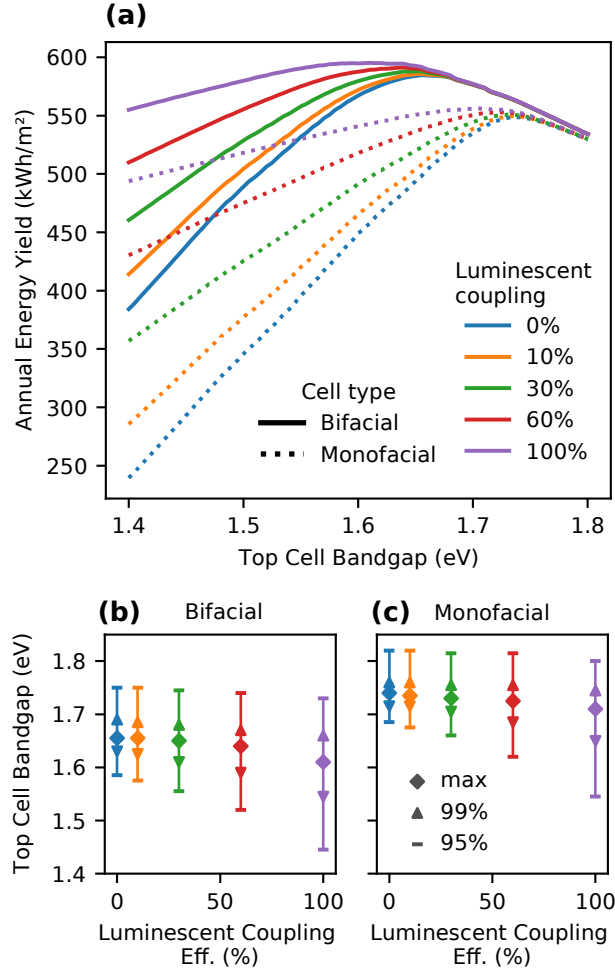 (a)
600
550
500
450
400
350
300
250
Annual Energy Yield (kWh/m²)
Luminescent
coupling
0%
10%
30%
60%
100%
Cell type
Bifacial
Monofacial
1.4
1.5
1.6
1.7
1.8
Top Cell Bandgap (eV)
(b)
Bifacial
(c)
Monofacial
Top Cell Bandgap (eV)
1.8
1.7
1.6
1.5
1.4
max
99%
95%
0
50
100
0
50
100
Luminescent Coupling
Eff. (%)
Luminescent Coupling
Eff. (%)